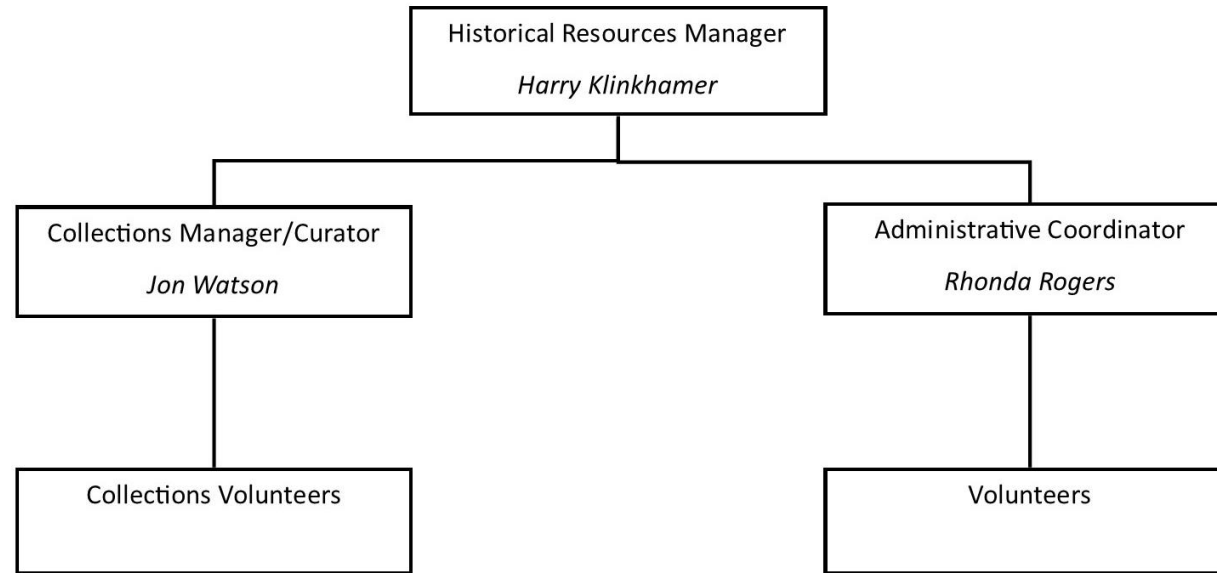 Historical Resources Manager
Harry Klinkhamer
Collections Manager/Curator
Jon Watson
Administrative Coordinator
Rhonda Rogers
Collections Volunteers
Volunteers